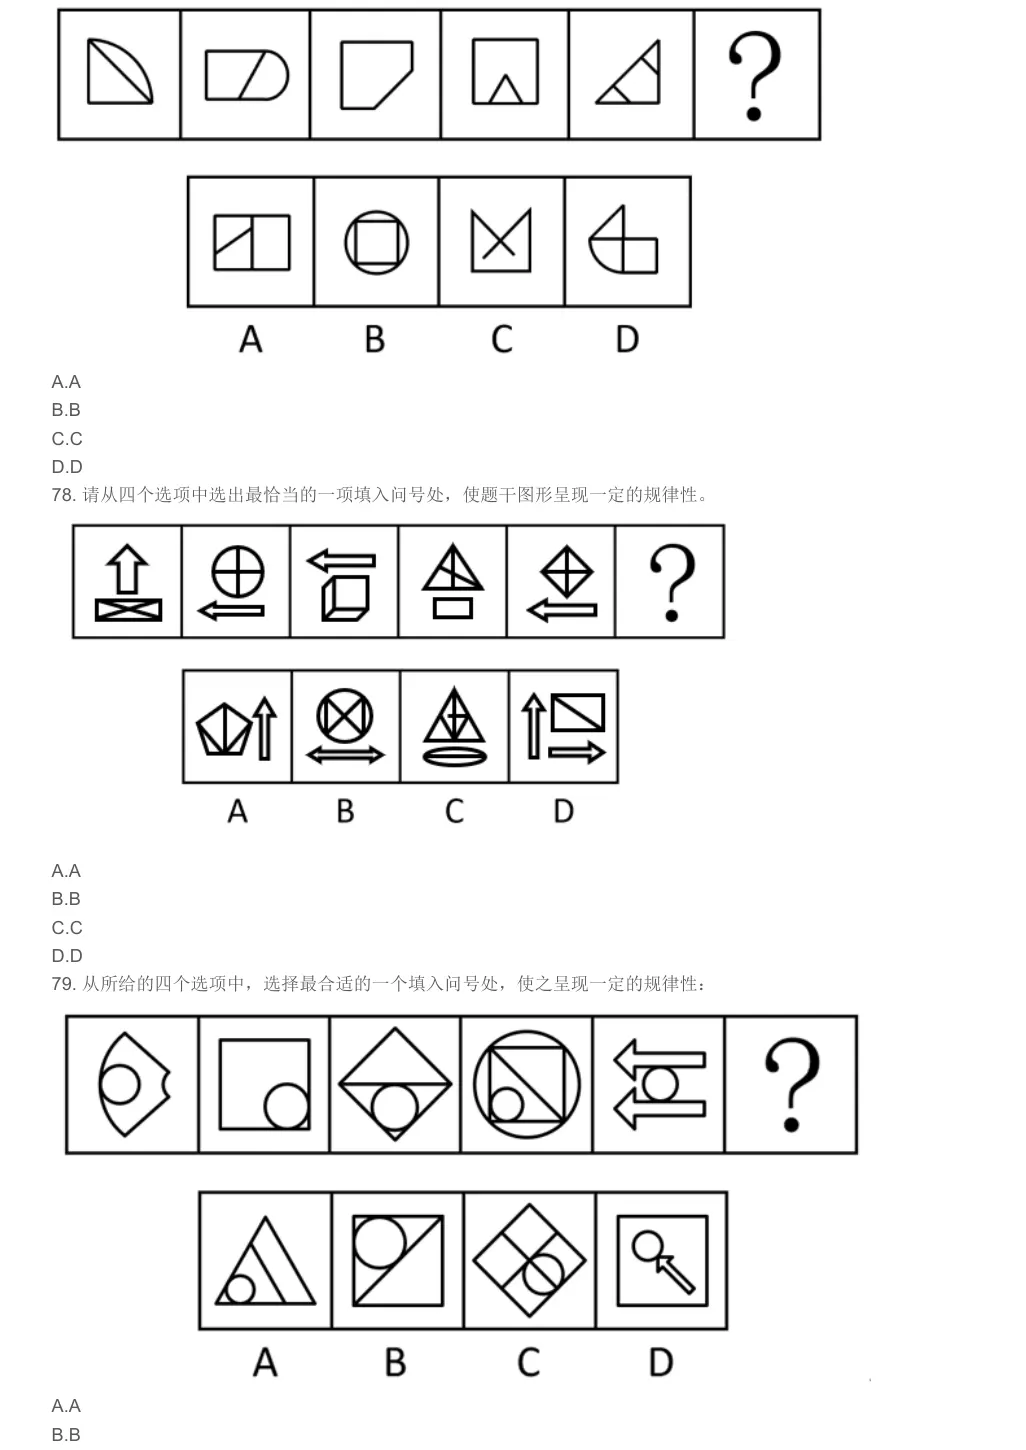 ?
A B C D
A.A
B.B
C.C
D.D
78. 请从四个选项中选出最恰当的一项填入问号处，使题干图形呈现一定的规律性。
?
A B C D
A.A
B.B
C.C
D.D
79. 从所给的四个选项中，选择最合适的一个填入问号处，使之呈现一定的规律性：
?
A B C D
A.A
B.B